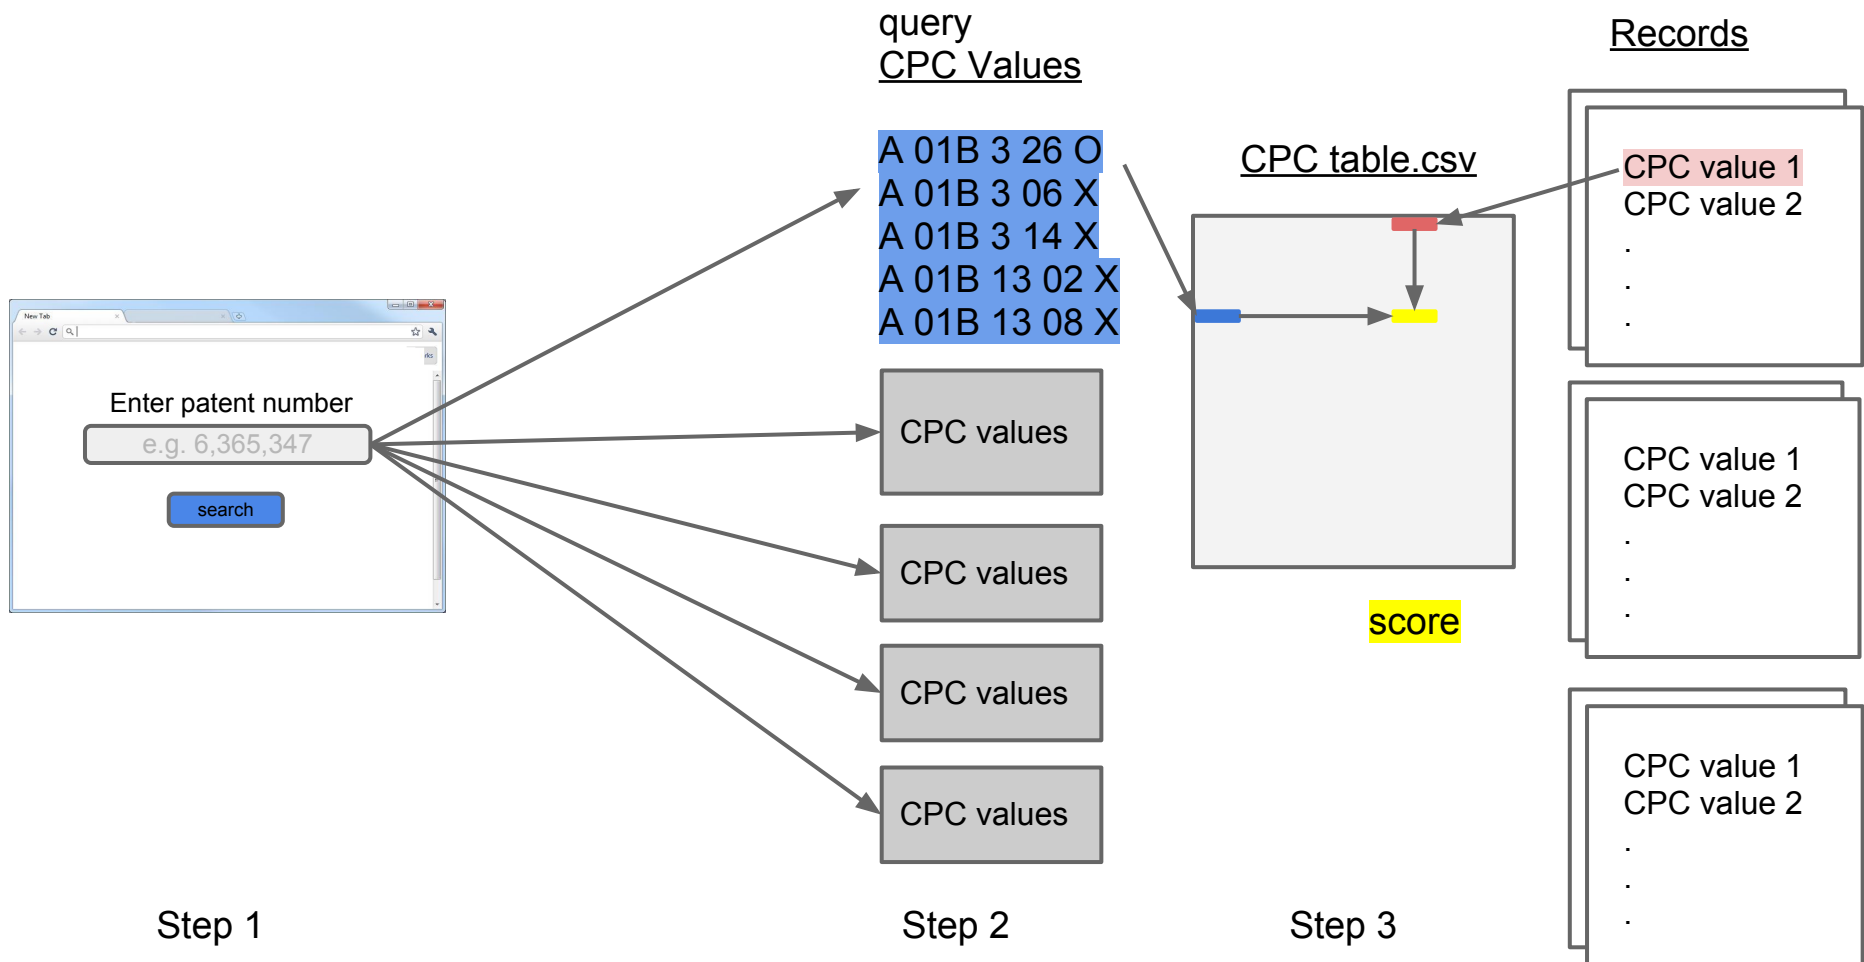 query
CPC Values
Records
A 01B 3 26 O
A 01B 3 06 X
A 01B 3 14 X
A 01B 13 02 X
A 01B 13 08 X
CPC table.csv
CPC value 1
CPC value 2
.
.
.
New Tab
rks
Enter patent number
e.g. 6,365,347
search
CPC values
CPC values
CPC values
CPC values
score
CPC value 1
CPC value 2
.
.
.
CPC value 1
CPC value 2
.
.
.
Step 1
Step 2
Step 3